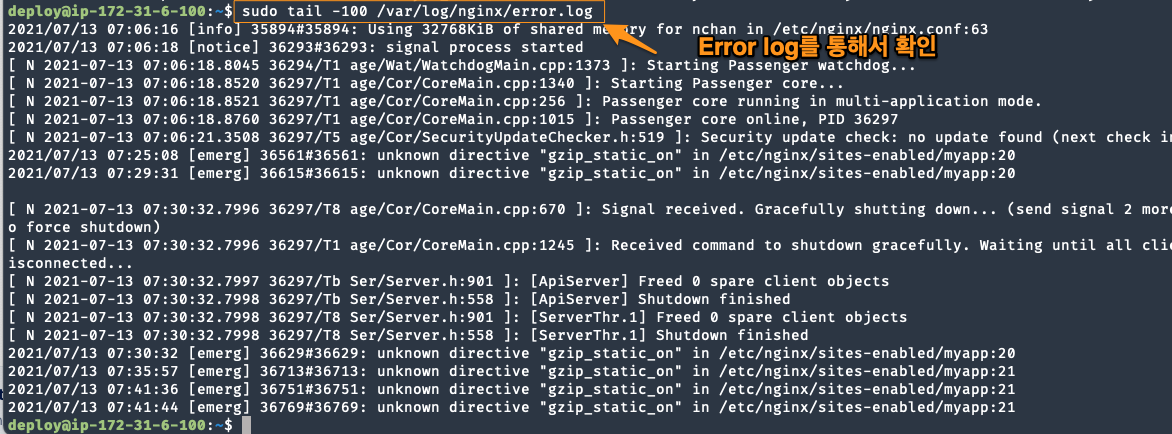 deploy@ip-172-31-6-100:~$ sudo tail -100 /var/log/nginx/error.log
2021/07/13 07:06:16 [info] 35894#35894: Using 32768KiB of shared memory for nchan in /etc/nginx/nginx.conf:63
Error log를 통해서 확인
2021/07/13 07:06:18 [notice] 36293#36293: signal process started
[ N 2021-07-13 07:06:18.8045 36294/T1 age/Wat/WatchdogMain.cpp:1373 ]: Starting Passenger watchdog...
[ N 2021-07-13 07:06:18.8520 36297/T1 age/Cor/CoreMain.cpp:1340 ]: Starting Passenger core...
[ N 2021-07-13 07:06:18.8521 36297/T1 age/Cor/CoreMain.cpp:256 ]: Passenger core running in multi-application mode.
[ N 2021-07-13 07:06:18.8760 36297/T1 age/Cor/CoreMain.cpp:1015 ]: Passenger core online, PID 36297
[ N 2021-07-13 07:06:21.3508 36297/T5 age/Cor/SecurityUpdateChecker.h:519 ]: Security update check: no update found (next check in
2021/07/13 07:25:08 [emerg] 36561#36561: unknown directive "gzip_static_on" in /etc/nginx/sites-enabled/myapp:20
2021/07/13 07:29:31 [emerg] 36615#36615: unknown directive "gzip_static_on" in /etc/nginx/sites-enabled/myapp:20
[ N 2021-07-13 07:30:32.7996 36297/T8 age/Cor/CoreMain.cpp:670 ]: Signal received. Gracefully shutting down... (send signal 2 more
o force shutdown)
[ N 2021-07-13 07:30:32.7996 36297/T1 age/Cor/CoreMain.cpp:1245 ]: Received command to shutdown gracefully. Waiting until all clie
isconnected...
[ N 2021-07-13 07:30:32.7997 36297/Tb Ser/Server.h:901 ]: [ApiServer] Freed 0 spare client objects
[ N 2021-07-13 07:30:32.7998 36297/Tb Ser/Server.h:558 ]: [ApiServer] Shutdown finished
[ N 2021-07-13 07:30:32.7998 36297/T8 Ser/Server.h:901 ]: [ServerThr.1] Freed 0 spare client objects
[ N 2021-07-13 07:30:32.7998 36297/T8 Ser/Server.h:558 ]: [ServerThr.1] Shutdown finished
2021/07/13 07:30:32 [emerg] 36629#36629: unknown directive "gzip_static_on" in /etc/nginx/sites-enabled/myapp:20
2021/07/13 07:35:57 [emerg] 36713#36713: unknown directive "gzip_static_on" in /etc/nginx/sites-enabled/myapp:21
2021/07/13 07:41:36 [emerg] 36751#36751: unknown directive "gzip_static_on" in /etc/nginx/sites-enabled/myapp:21
2021/07/13 07:41:44 [emerg] 36769#36769: unknown directive "gzip_static_on" in /etc/nginx/sites-enabled/myapp:21
deploy@ip-172-31-6-100:~$